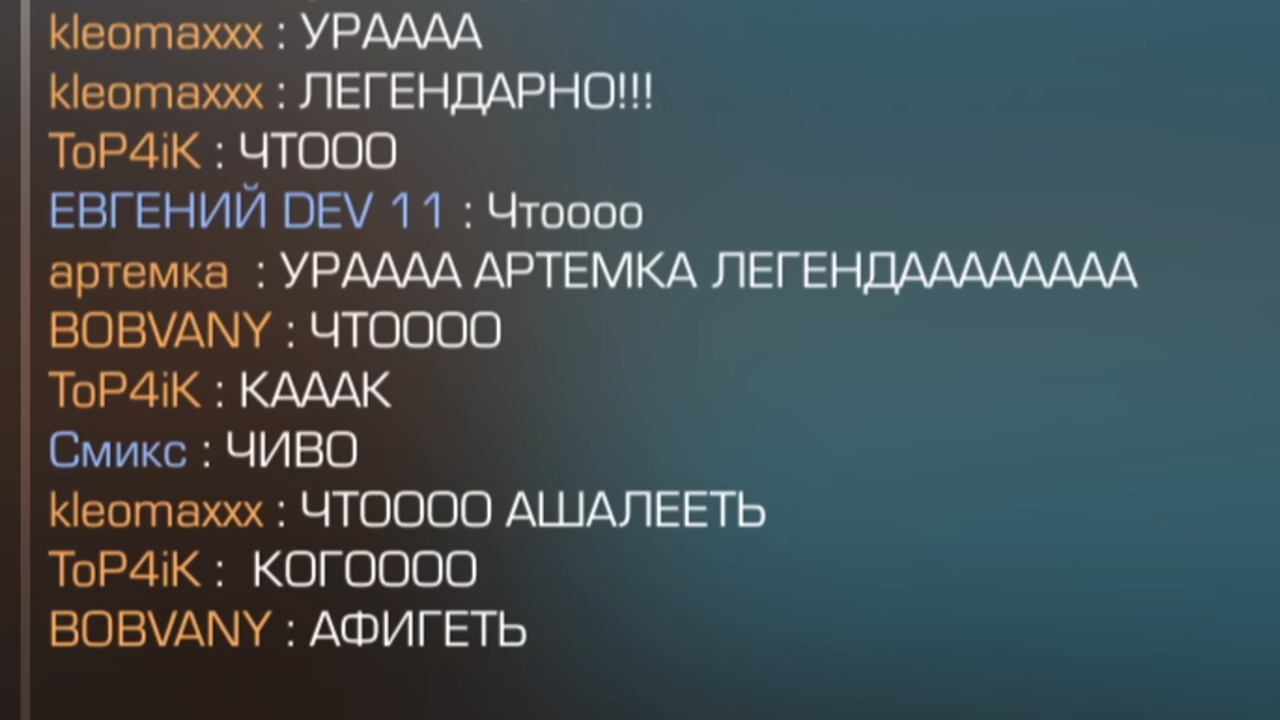 kleomaxxx : УРАААА
kleomaxxx : ЛЕГЕНДАРНО!!!
ToP4iK : ЧТООО
ЕВГЕНИЙ DEV 11 : Чтоооо
артемка : УРАААА АРТЕМКА ЛЕГЕНДАААААААА
BOBVANY : ЧТОООО
ToP4iK : КАААК
Смикс : ЧИВО
kleomaxxx : ЧТОООО АШАЛЕЕТЬ
ToP4iK : КОГОООО
BOBVANY : АФИГЕТЬ